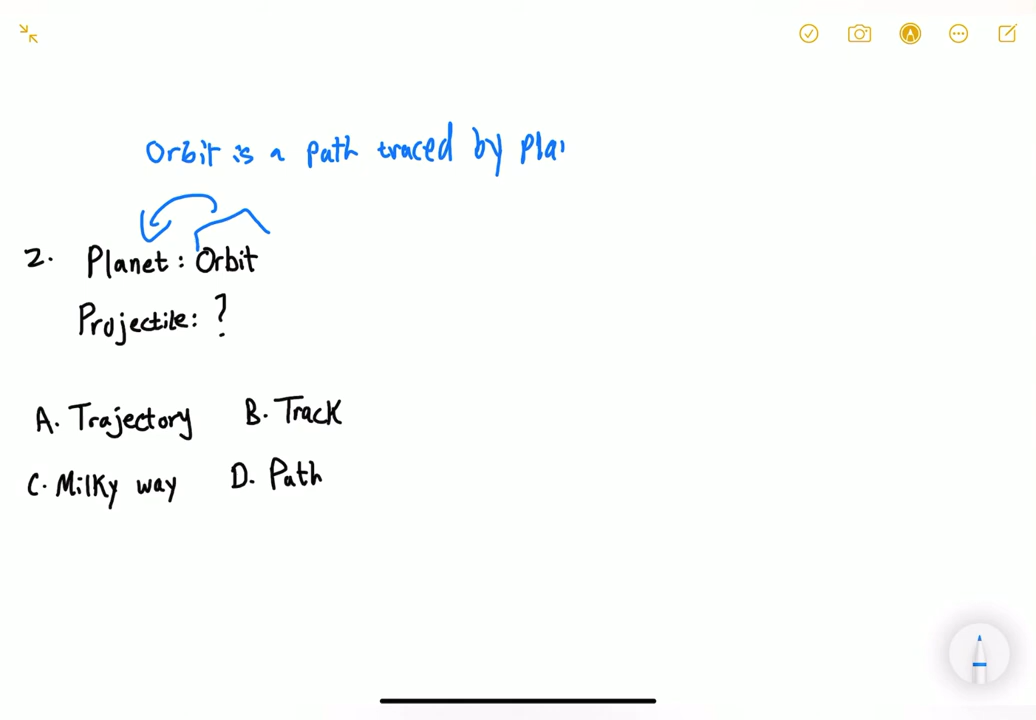 Orbit is a path traced by Pla
2. Planet : Orbit
Projectile: ?
A. Trajectory B. Track
C. Milky way D. Path